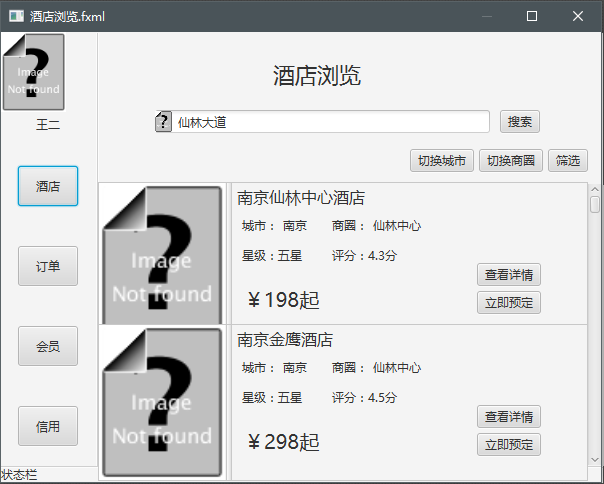 酒店浏览.fxml
Image
Not found
王二
酒店
订单
会员
信用
状态栏
酒店浏览
仙林大道
搜索
切换城市 切换商圈 筛选
Image
Not found
南京仙林中心酒店
城市： 南京 商圈： 仙林中心
星级：五星 评分：4.3分
￥198起
查看详情
立即预定
Image
Not found
南京金鹰酒店
城市： 南京 商圈： 仙林中心
星级：五星 评分：4.5分
￥298起
查看详情
立即预定